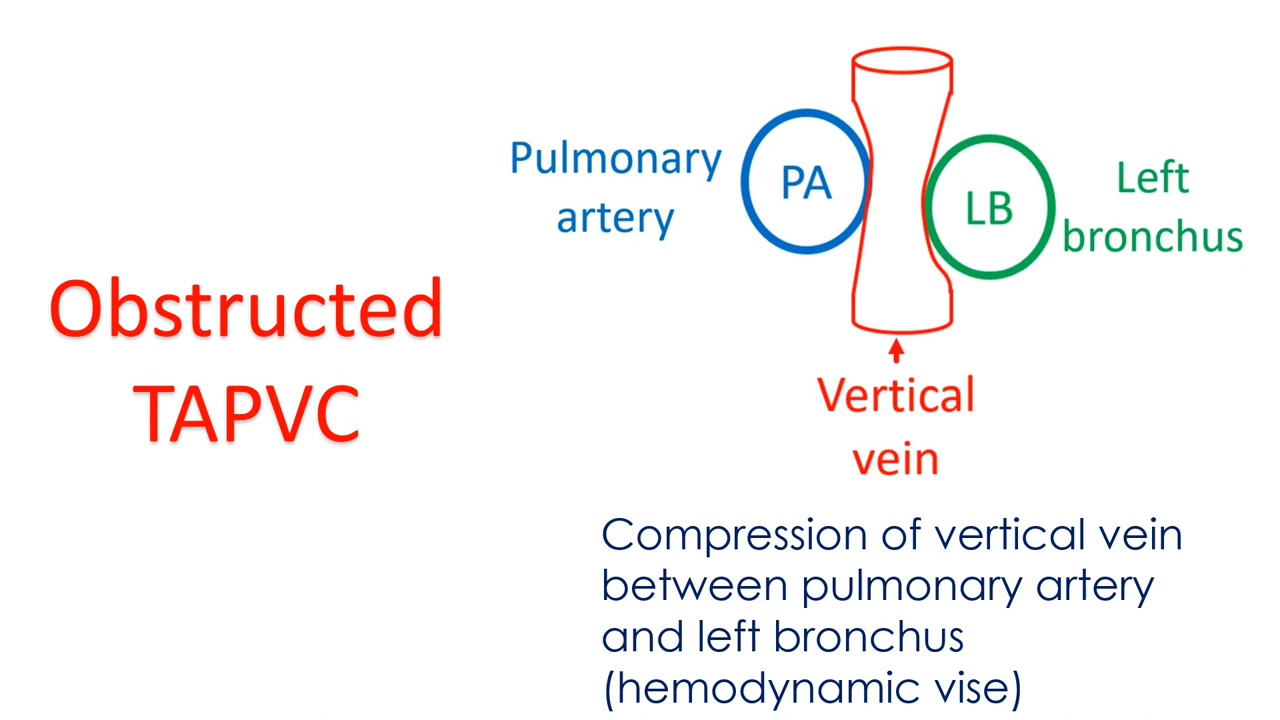 Obstructed
TAPVC
Pulmonary
artery
PA
LB
Left
bronchus
Vertical
vein
Compression of vertical vein
between pulmonary artery
and left bronchus
(hemodynamic vise)